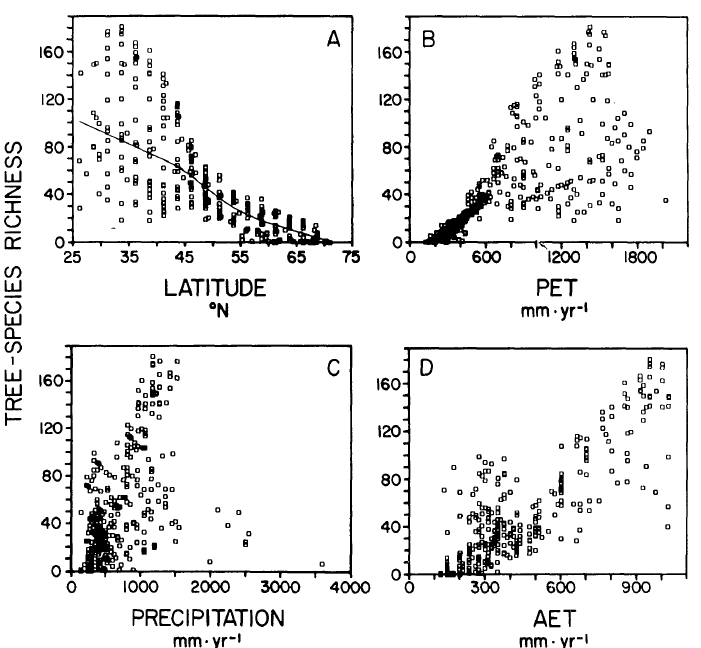 TREE-SPECIES RICHNESS
A
160
120
80
40
0
25 35 45 55 65 75
LATITUDE
°N
B
160
120
80
40
0
0 600 1200 1800
PET
mm·yr⁻¹
C
160
120
80
40
0
0 1000 2000 3000 4000
PRECIPITATION
mm·yr⁻¹
D
160
120
80
40
0
0 300 600 900
AET
mm·yr⁻¹